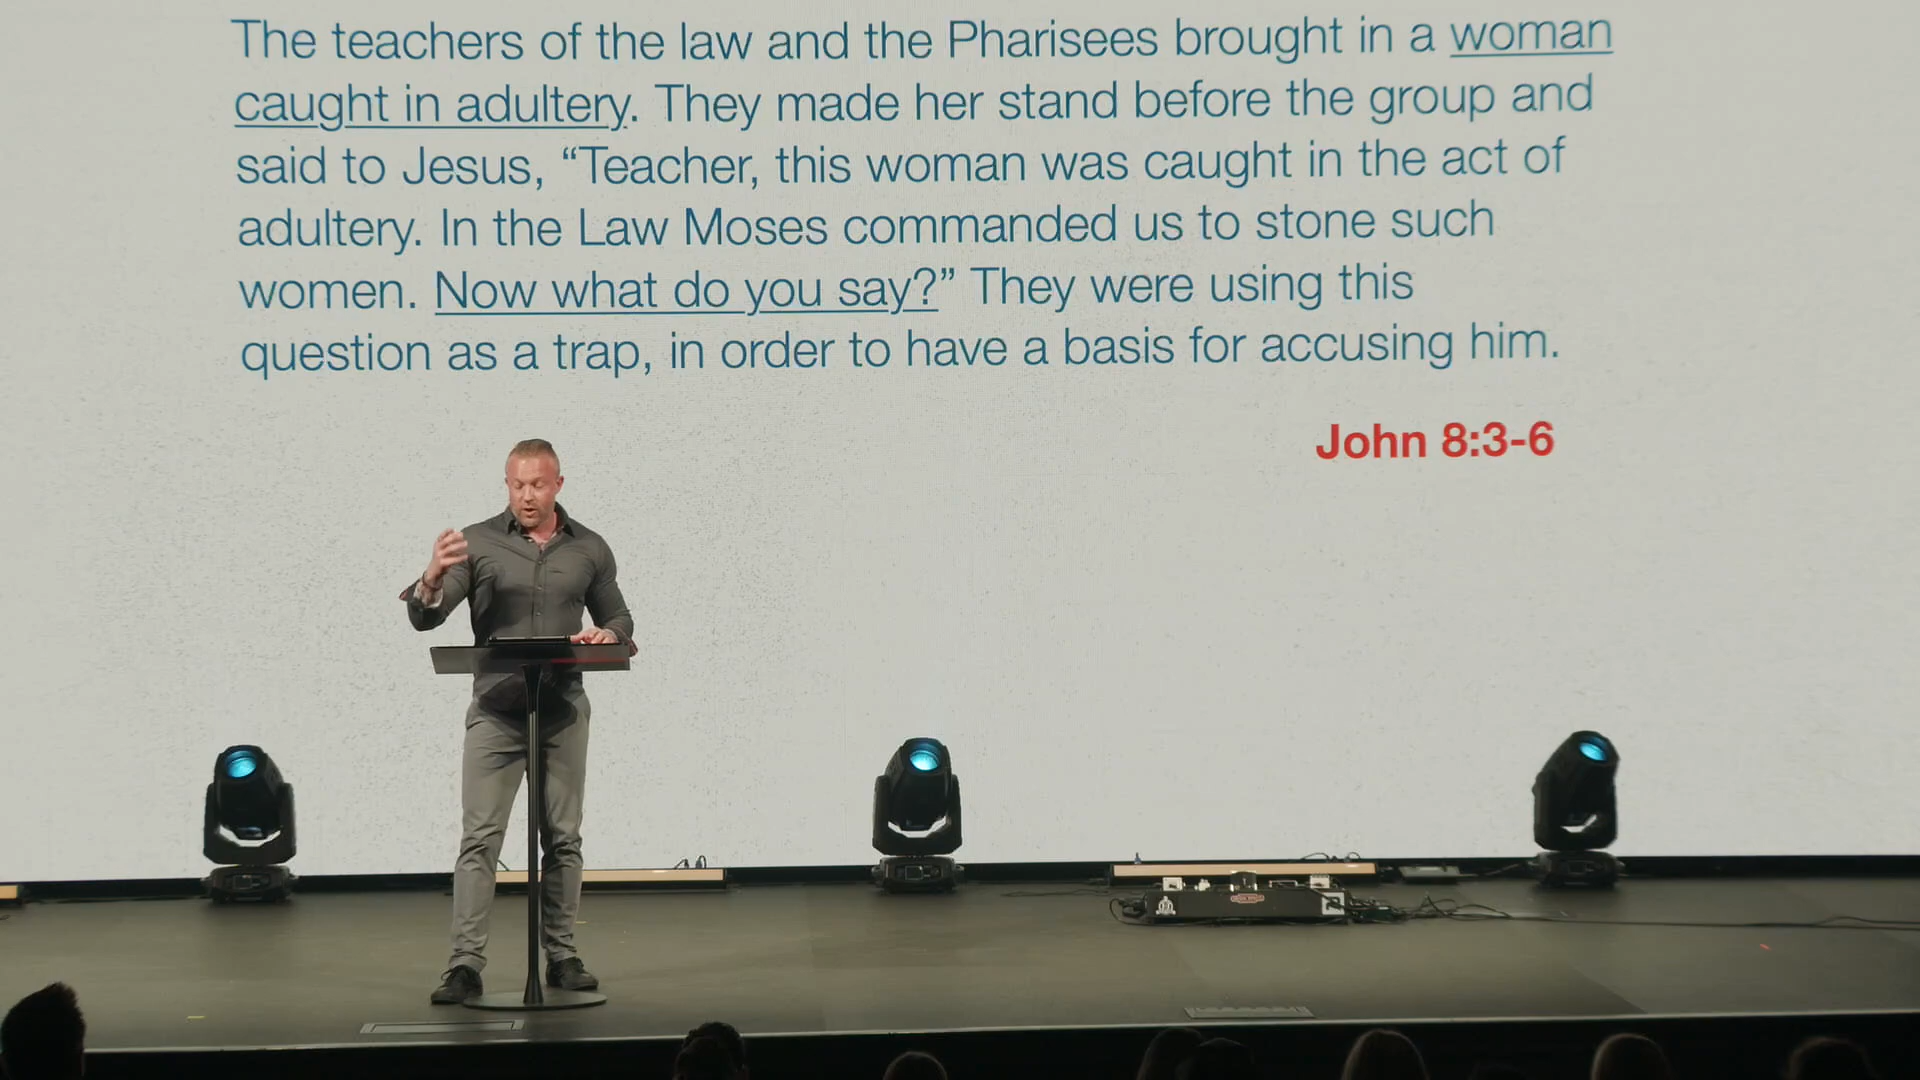 The teachers of the law and the Pharisees brought in a woman
caught in adultery. They made her stand before the group and
said to Jesus, “Teacher, this woman was caught in the act of
adultery. In the Law Moses commanded us to stone such
women. Now what do you say?” They were using this
question as a trap, in order to have a basis for accusing him.
John 8:3-6